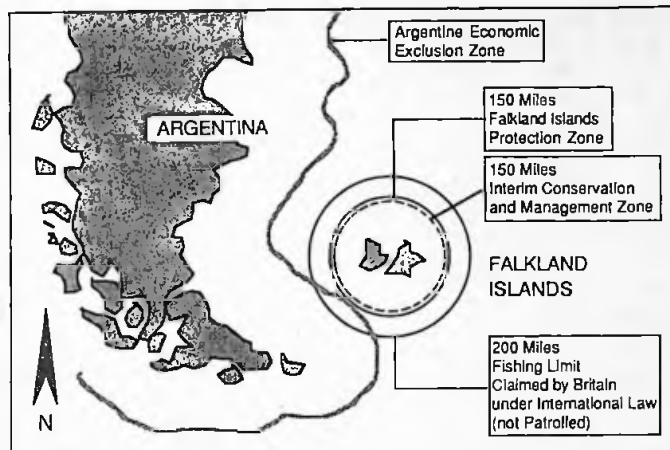 Argentine Economic
Exclusion Zone
ARGENTINA
150 Miles
Falkland Islands
Protection Zone
150 Miles
Interim Conservation
and Management Zone
FALKLAND
ISLANDS
200 Miles
Fishing Limit
Claimed by Britain
under International Law
(not Patrolled)
N